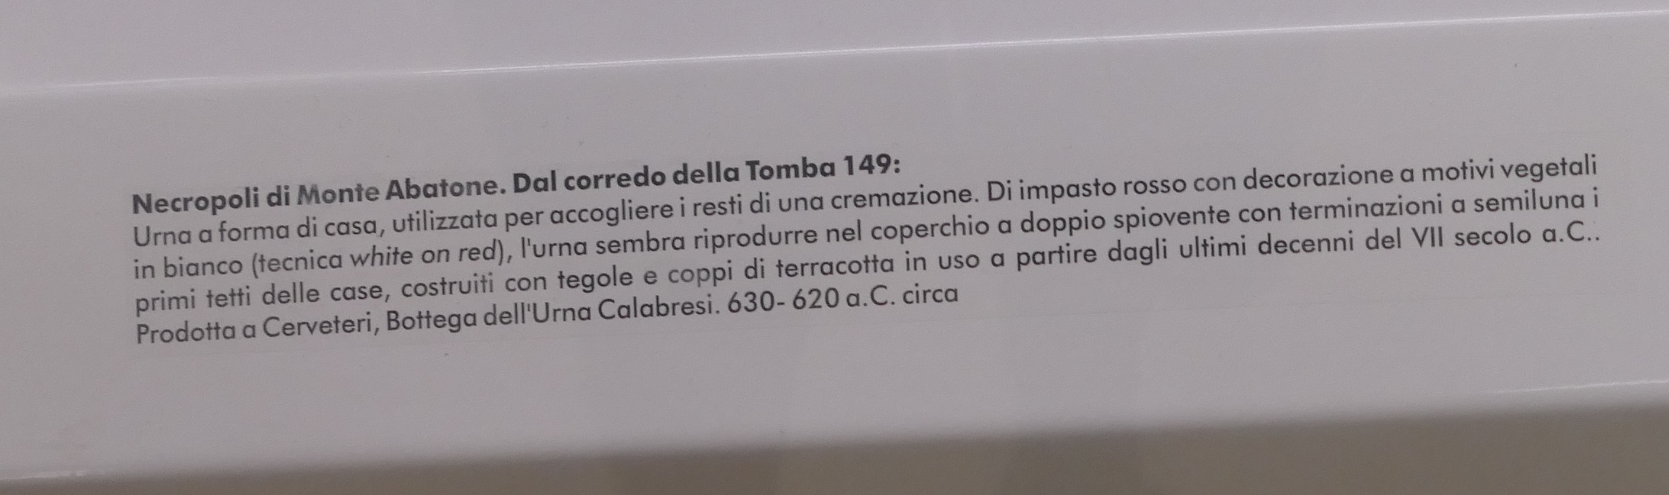 Necropoli di Monte Abatone. Dal corredo della Tomba 149:
Urna a forma di casa, utilizzata per accogliere i resti di una cremazione. Di impasto rosso con decorazione a motivi vegetali
in bianco (tecnica white on red), l'urna sembra riprodurre nel coperchio a doppio spiovente con terminazioni a semiluna i
primi tetti delle case, costruiti con tegole e coppi di terracotta in uso a partire dagli ultimi decenni del VII secolo a.C..
Prodotta a Cerveteri, Bottega dell'Urna Calabresi. 630- 620 a.C. circa